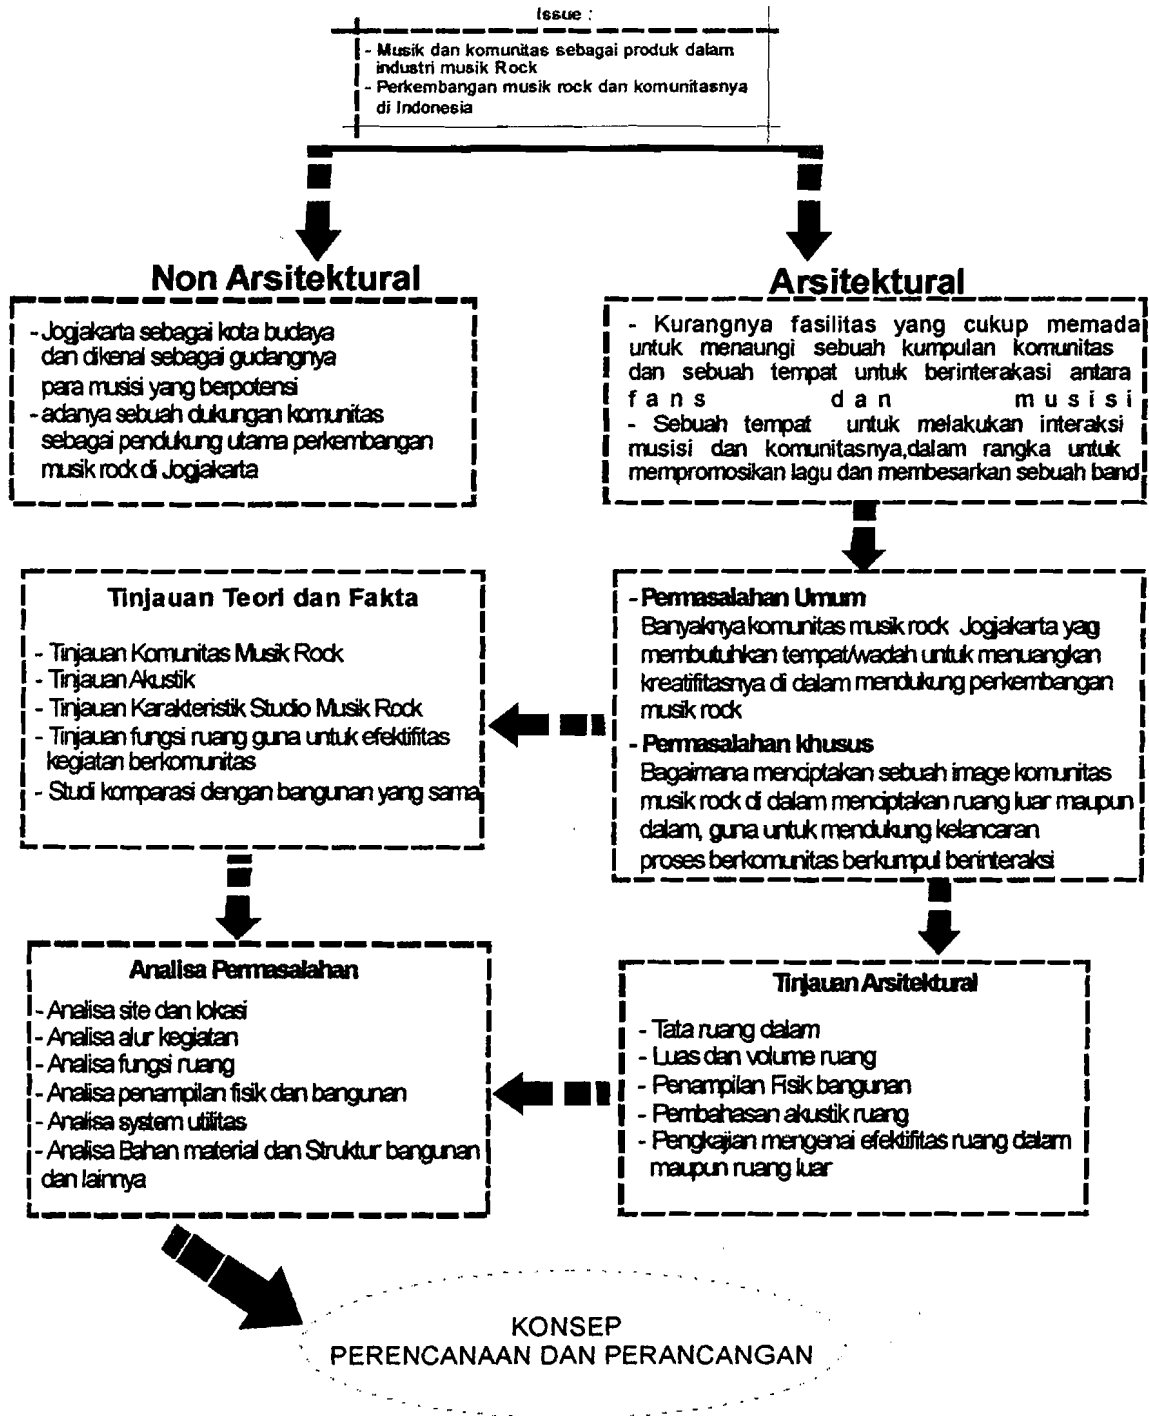 Issue :
- Musik dan komunitas sebagai produk dalam
industri musik Rock
- Perkembangan musik rock dan komunitasnya
di Indonesia
Non Arsitektural
- Jogjakarta sebagai kota budaya
dan dikenal sebagai gudangnya
para musisi yang berpotensi
- adanya sebuah dukungan komunitas
sebagai pendukung utama perkembangan
musik rock di Jogjakarta
Arsitektural
- Kurangnya fasilitas yang cukup memada
untuk menaungi sebuah kumpulan komunitas
dan sebuah tempat untuk berinterakasi antara
fans dan musisi
- Sebuah tempat untuk melakukan interaksi
musisi dan komunitasnya,dalam rangka untuk
mempromosikan lagu dan membesarkan sebuah band
Tinjauan Teori dan Fakta
- Tinjauan Komunitas Musik Rock
- Tinjauan Akustik
- Tinjauan Karakteristik Studio Musik Rock
- Tinjauan fungsi ruang guna untuk efektifitas
kegiatan berkomunitas
- Studi komparasi dengan bangunan yang sama
- Permasalahan Umum
Banyaknya komunitas musik rock Jogjakarta yag
membutuhkan tempat/wadah untuk menuangkan
kreatifitasnya di dalam mendukung perkembangan
musik rock
- Permasalahan khusus
Bagaimana menciptakan sebuah image komunitas
musik rock di dalam menciptakan ruang luar maupun
dalam, guna untuk mendukung kelancaran
proses berkomunitas berkumpul berinteraksi
Analisa Permasalahan
- Analisa site dan lokasi
- Analisa alur kegiatan
- Analisa fungsi ruang
- Analisa penampilan fisik dan bangunan
- Analisa system utilitas
- Analisa Bahan material dan Struktur bangunan
dan lainnya
Tinjauan Arsitektural
- Tata ruang dalam
- Luas dan volume ruang
- Penampilan Fisik bangunan
- Pembahasan akustik ruang
- Pengkajian mengenai efektifitas ruang dalam
maupun ruang luar
KONSEP
PERENCANAAN DAN PERANCANGAN